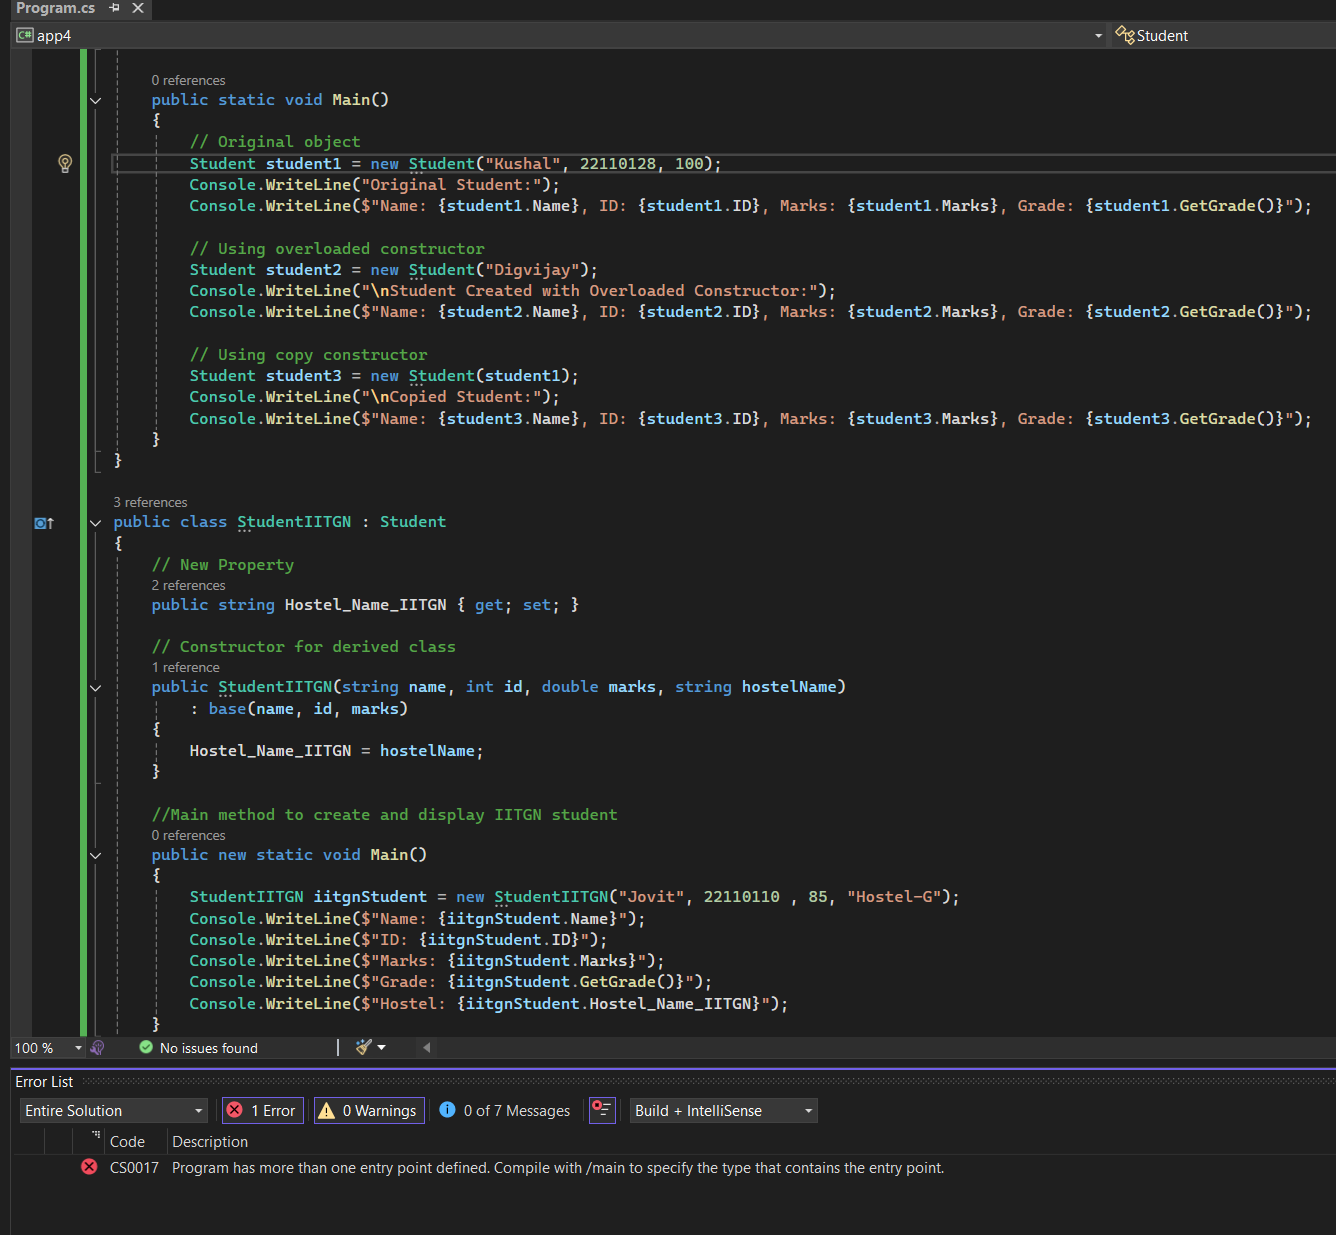 Program.cs
app4
Student
0 references
public static void Main()
{
// Original object
Student student1 = new Student("Kushal", 22110128, 100);
Console.WriteLine("Original Student:");
Console.WriteLine($"Name: {student1.Name}, ID: {student1.ID}, Marks: {student1.Marks}, Grade: {student1.GetGrade()}");
// Using overloaded constructor
Student student2 = new Student("Digvijay");
Console.WriteLine("\nStudent Created with Overloaded Constructor:");
Console.WriteLine($"Name: {student2.Name}, ID: {student2.ID}, Marks: {student2.Marks}, Grade: {student2.GetGrade()}");
// Using copy constructor
Student student3 = new Student(student1);
Console.WriteLine("\nCopied Student:");
Console.WriteLine($"Name: {student3.Name}, ID: {student3.ID}, Marks: {student3.Marks}, Grade: {student3.GetGrade()}");
}
}
3 references
public class StudentIITGN : Student
{
// New Property
2 references
public string Hostel_Name_IITGN { get; set; }
// Constructor for derived class
1 reference
public StudentIITGN(string name, int id, double marks, string hostelName)
: base(name, id, marks)
{
Hostel_Name_IITGN = hostelName;
}
//Main method to create and display IITGN student
0 references
public new static void Main()
{
StudentIITGN iitgnStudent = new StudentIITGN("Jovit", 22110110 , 85, "Hostel-G");
Console.WriteLine($"Name: {iitgnStudent.Name}");
Console.WriteLine($"ID: {iitgnStudent.ID}");
Console.WriteLine($"Marks: {iitgnStudent.Marks}");
Console.WriteLine($"Grade: {iitgnStudent.GetGrade()}");
Console.WriteLine($"Hostel: {iitgnStudent.Hostel_Name_IITGN}");
}
100 % No issues found
Error List
Entire Solution 1 Error 0 Warnings 0 of 7 Messages Build + IntelliSense
Code Description
CS0017 Program has more than one entry point defined. Compile with /main to specify the type that contains the entry point.